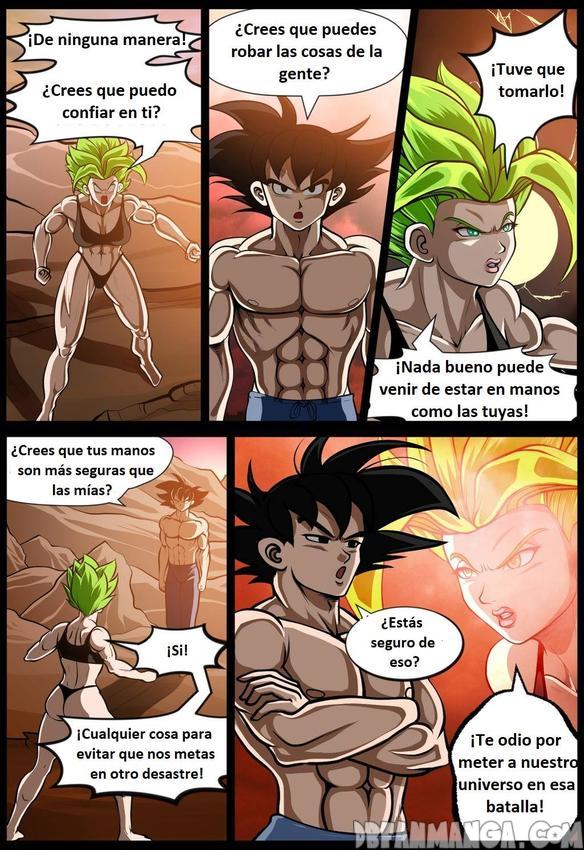 ¡De ninguna manera!
¿Crees que puedo
confiar en ti?
¿Crees que puedes
robar las cosas de la
gente?
¡Tuve que
tomarlo!
¡Nada bueno puede
venir de estar en manos
como las tuyas!
¿Crees que tus manos
son más seguras que
las mías?
¡Si!
¡Cualquier cosa para
evitar que nos metas
en otro desastre!
¿Estás
seguro de
eso?
¡Te odio por
meter a nuestro
universo en esa
batalla!
DBFANMANGA.COM